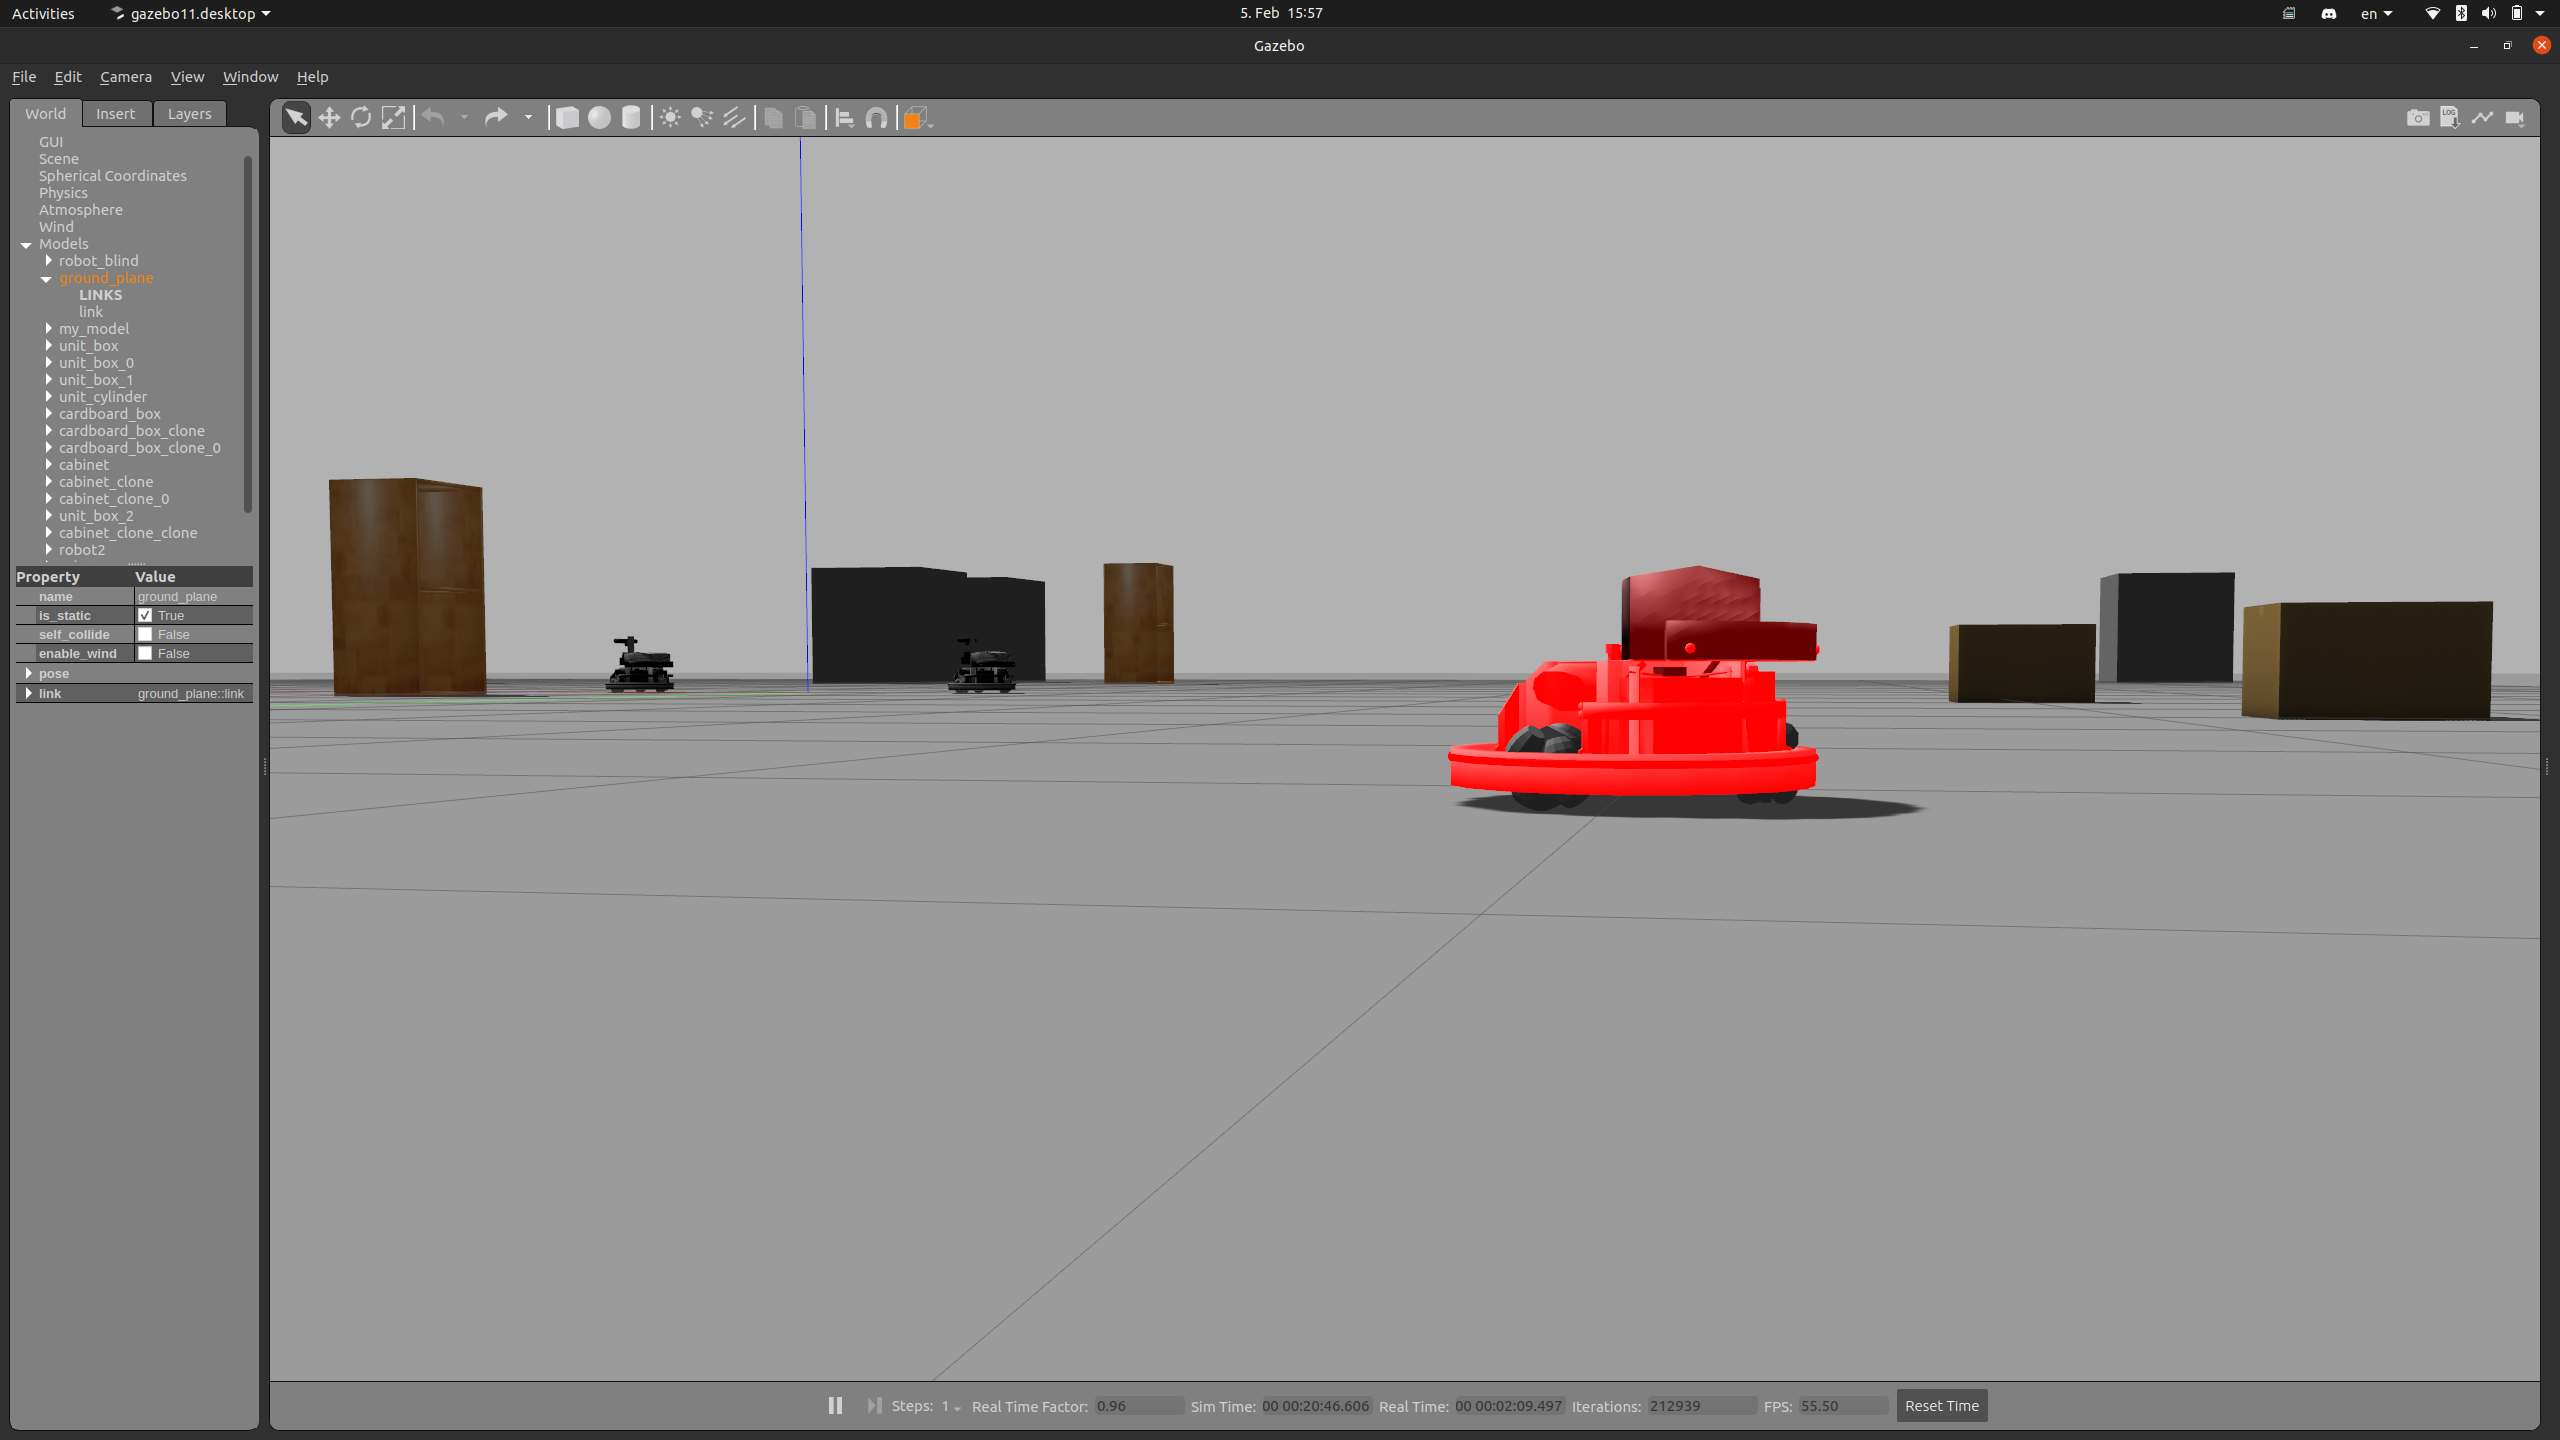 Activities gazebo11.desktop 5. Feb 15:57 en
Gazebo
File Edit Camera View Window Help
World Insert Layers
LOG
GUI
Scene
Spherical Coordinates
Physics
Atmosphere
Wind
Models
robot_blind
ground_plane
LINKS
link
my_model
unit_box
unit_box_0
unit_box_1
unit_cylinder
cardboard_box
cardboard_box_clone
cardboard_box_clone_0
cabinet
cabinet_clone
cabinet_clone_0
unit_box_2
cabinet_clone_clone
robot2
Property Value
name ground_plane
is_static True
self_collide False
enable_wind False
pose
link ground_plane::link
Steps: 1 Real Time Factor: 0.96 Sim Time: 00 00:20:46.606 Real Time: 00 00:02:09.497 Iterations: 212939 FPS: 55.50 Reset Time